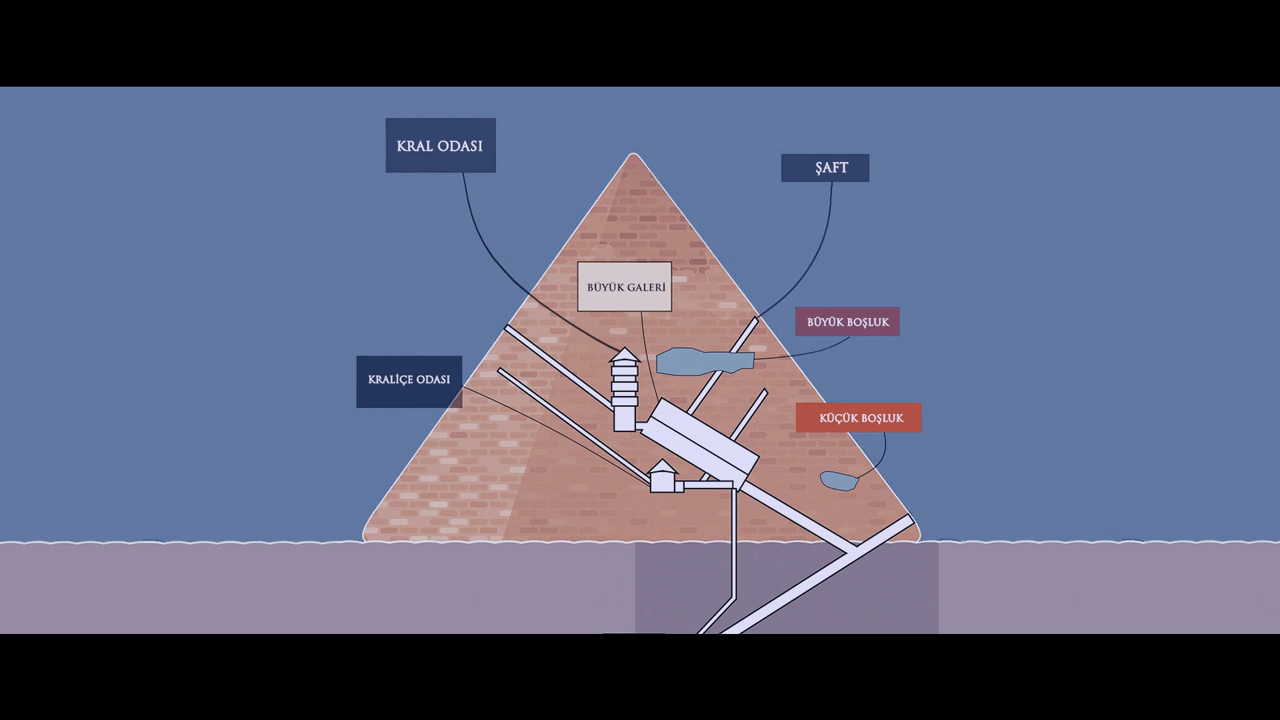 KRAL ODASI
ŞAFT
BÜYÜK GALERİ
BÜYÜK BOŞLUK
KRALİÇE ODASI
KÜÇÜK BOŞLUK